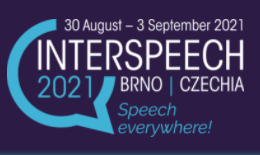 30 August – 3 September 2021
INTERSPEECH
2021 BRNO | CZECHIA
Speech
everywhere!